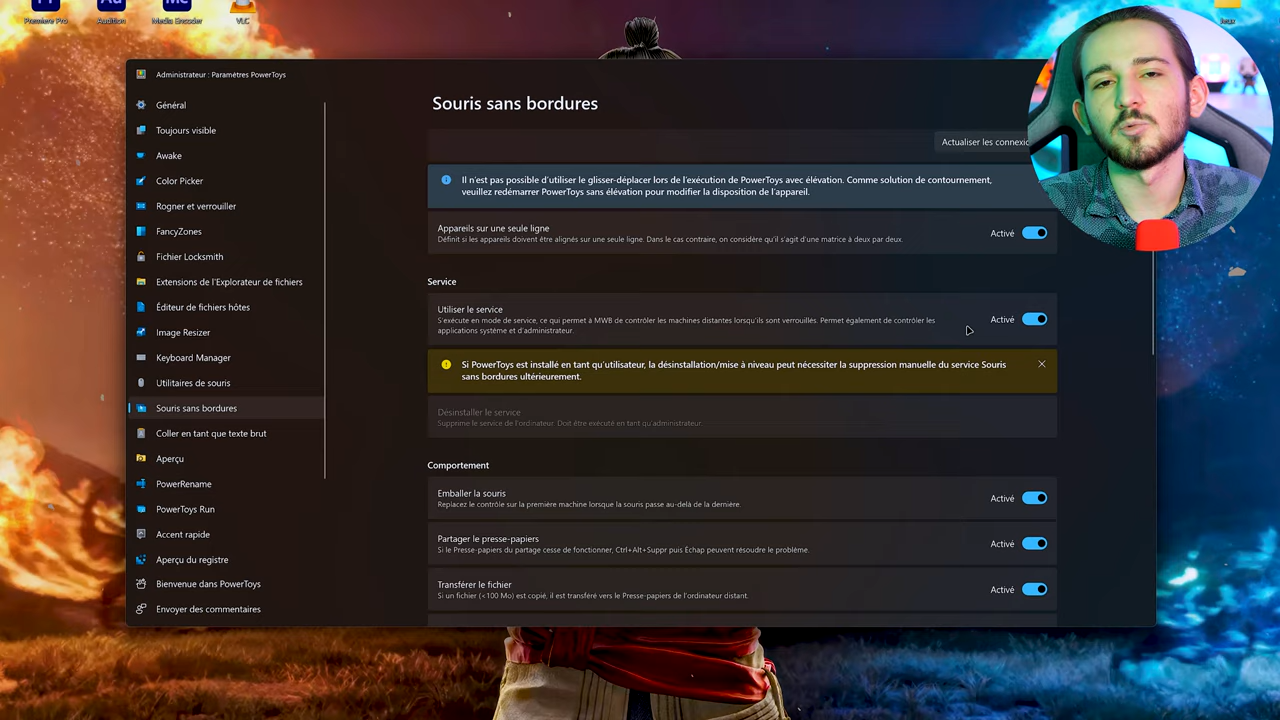 Premiere Pro
Audition
Media Encoder
VLC
Jeux
Administrateur : Paramètres PowerToys
Général
Toujours visible
Awake
Color Picker
Rogner et verrouiller
FancyZones
Fichier Locksmith
Extensions de l'Explorateur de fichiers
Éditeur de fichiers hôtes
Image Resizer
Keyboard Manager
Utilitaires de souris
Souris sans bordures
Coller en tant que texte brut
Aperçu
PowerRename
PowerToys Run
Accent rapide
Aperçu du registre
Bienvenue dans PowerToys
Envoyer des commentaires
Souris sans bordures
Actualiser les
Il n'est pas possible d'utiliser le glisser-déplacer lors de l'exécution de PowerToys avec élévation. Comme solution de contournement,
veuillez redémarrer PowerToys sans élévation pour modifier la disposition de l'appareil.
Appareils sur une seule ligne
Définit si les appareils doivent être alignés sur une seule ligne. Dans le cas contraire, on considère qu'il s'agit d'une matrice à deux par deux.
Activé
Service
Utiliser le service
S'exécute en mode de service, ce qui permet à MWB de contrôler les machines distantes lorsqu'ils sont verrouillés. Permet également de contrôler les
applications système et d'administrateur.
Activé
Si PowerToys est installé en tant qu'utilisateur, la désinstallation/mise à niveau peut nécessiter la suppression manuelle du service Souris
sans bordures ultérieurement.
Désinstaller le service
Supprime le service de l'ordinateur. Doit être exécuté en tant qu'administrateur.
Comportement
Emballer la souris
Replacez le contrôle sur la première machine lorsque la souris passe au-delà de la dernière.
Activé
Partager le presse-papiers
Si le Presse-papiers du partage cesse de fonctionner, Ctrl+Alt+Suppr puis Échap peuvent résoudre le problème.
Activé
Transférer le fichier
Si un fichier (<100 Mo) est copié, il est transféré vers le Presse-papiers de l'ordinateur distant.
Activé